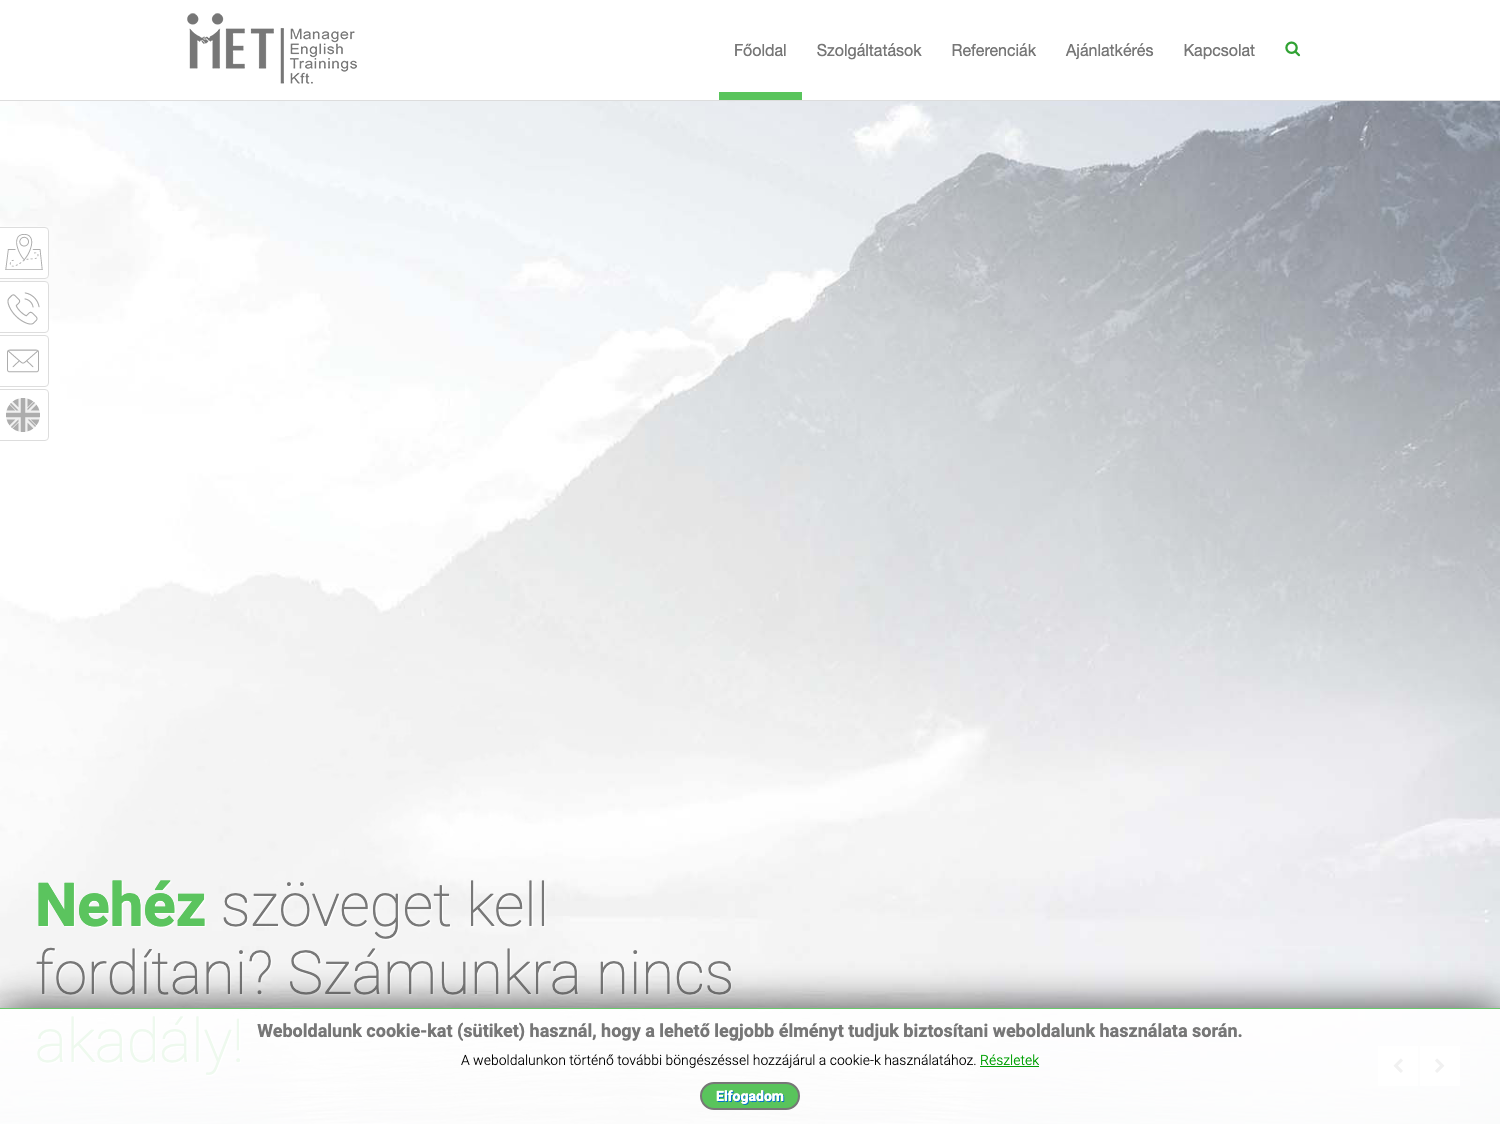 MET
Manager
English
Trainings
Kft.
Főoldal
Szolgáltatások
Referenciák
Ajánlatkérés
Kapcsolat
Nehéz szöveget kell
fordítani? Számunkra nincs
akadály!
Weboldalunk cookie-kat (sütiket) használ, hogy a lehető legjobb élményt tudjuk biztosítani weboldalunk használata során.
A weboldalunkon történő további böngészéssel hozzájárul a cookie-k használatához. Részletek
Elfogadom